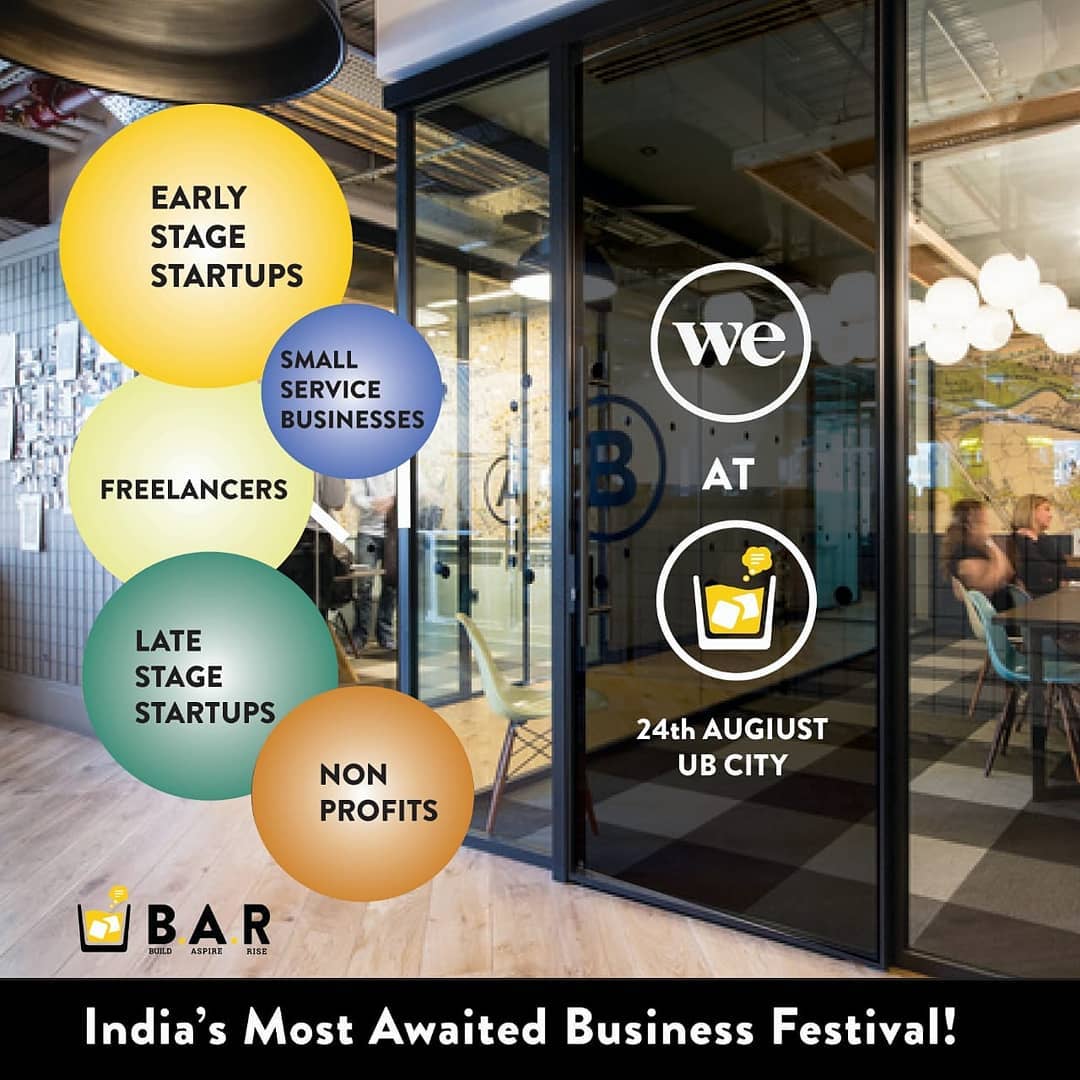 EARLY
STAGE
STARTUPS
SMALL
SERVICE
BUSINESSES
FREELANCERS
LATE
STAGE
STARTUPS
NON
PROFITS
we
AT
B
24th AUGIUST
UB CITY
B.A.R
BUILD ASPIRE RISE
India's Most Awaited Business Festival!